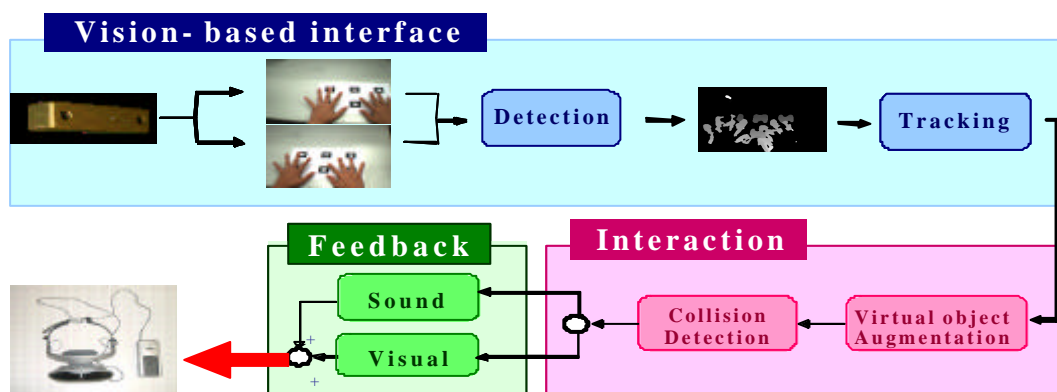 Vision- based interface
Detection
Tracking
Feedback
Interaction
Sound
Visual
+
+
Collision
Detection
Virtual object
Augmentation